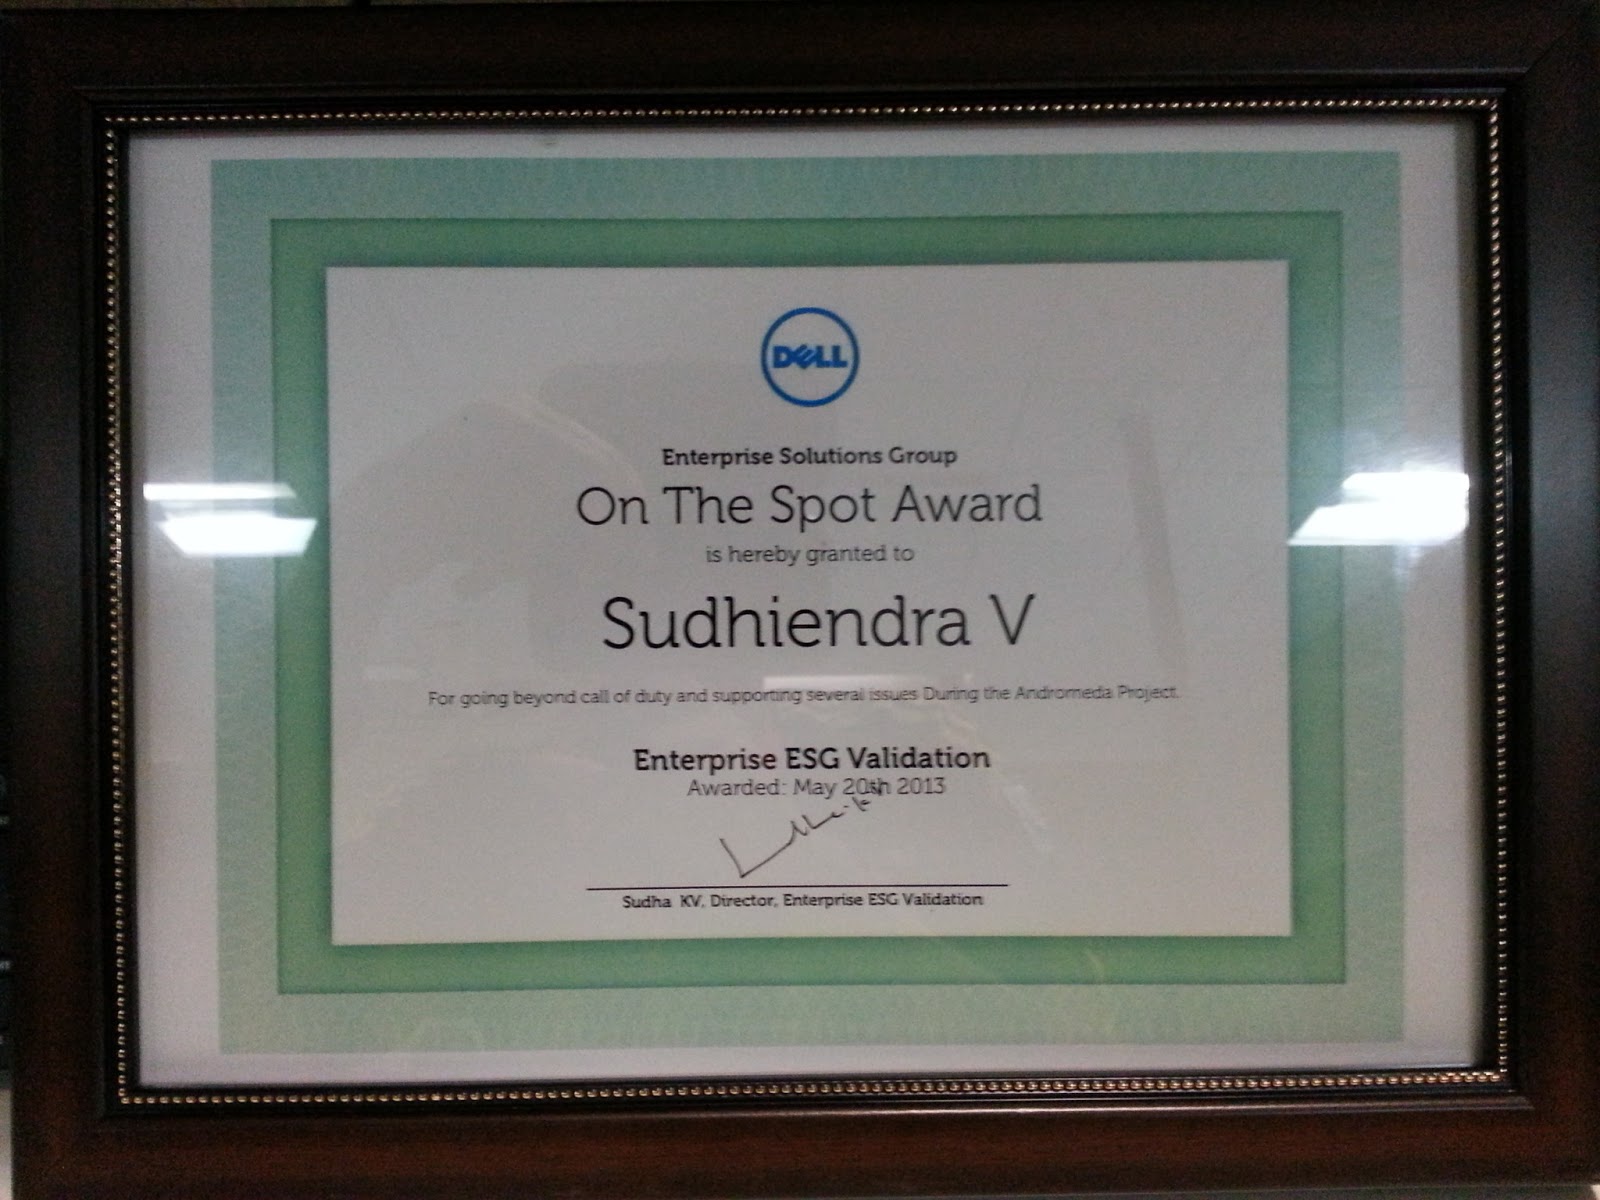 DELL
Enterprise Solutions Group
On The Spot Award
is hereby granted to
Sudhiendra V
For going beyond call of duty and supporting several issues During the Andromeda Project.
Enterprise ESG Validation
Awarded: May 20th 2013
Sudha KV, Director, Enterprise ESG Validation